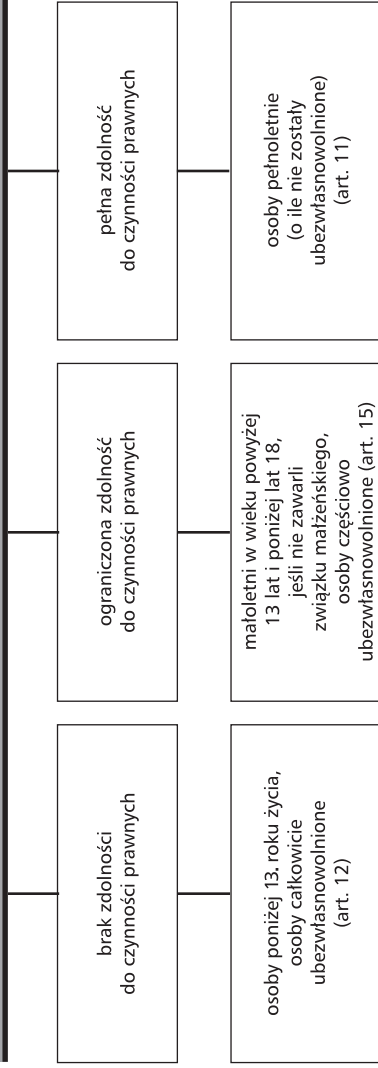 brak zdolności
do czynności prawnych
ograniczona zdolność
do czynności prawnych
pełna zdolność
do czynności prawnych
osoby poniżej 13. roku życia,
osoby całkowicie
ubezwłasnowolnione
(art. 12)
małoletni w wieku powyżej
13 lat i poniżej lat 18,
jeśli nie zawarli
związku małżeńskiego,
osoby częściowo
ubezwłasnowolnione (art. 15)
osoby pełnoletnie
(o ile nie zostały
ubezwłasnowolnione)
(art. 11)